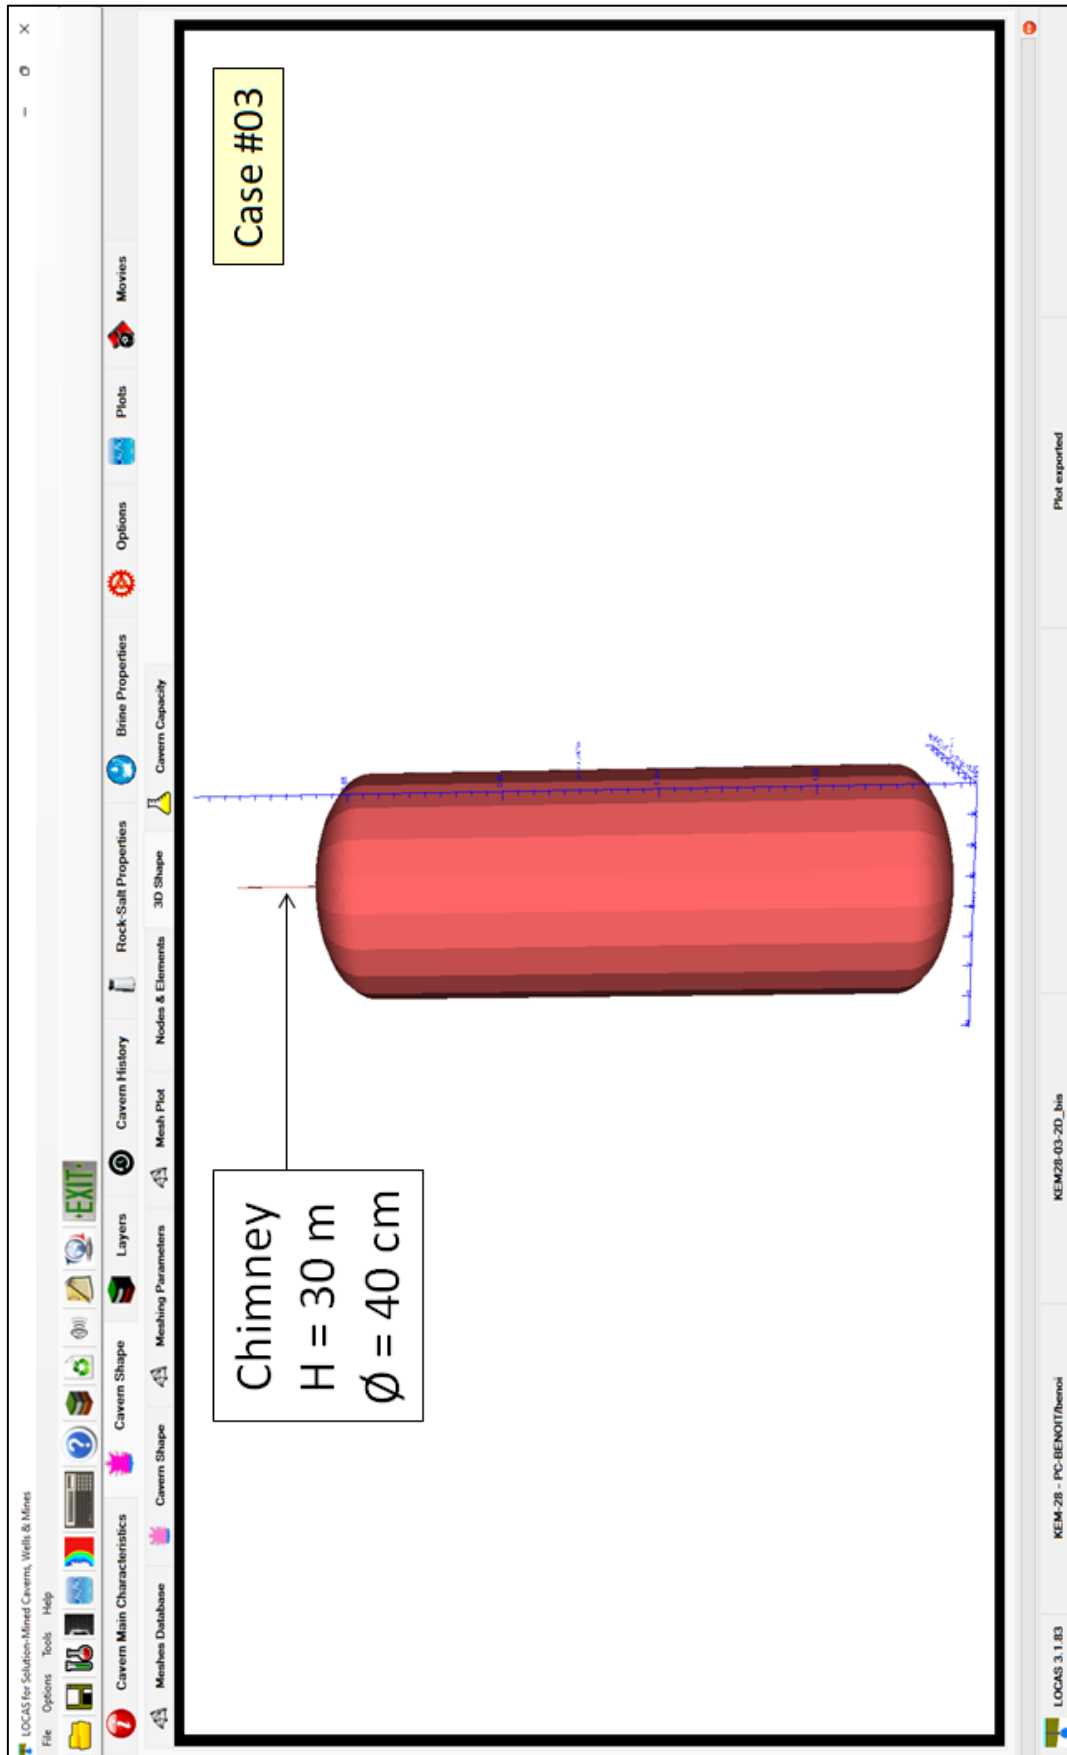 LOCAS for Solution-Mined Caverns, Wells & Mines
File Options Tools Help
EXIT
Cavern Main Characteristics Cavern Shape Layers Cavern History Rock-Salt Properties Brine Properties Options Plots Movies
Meshes Database Cavern Shape Meshing Parameters Mesh Plot Nodes & Elements 3D Shape Cavern Capacity
Case #03
Chimney
H = 30 m
Ø = 40 cm
LOCAS 3.1.83 KEM-28 - PC-BENOIT/benoi KEM28-03-2D_bis Plot exported